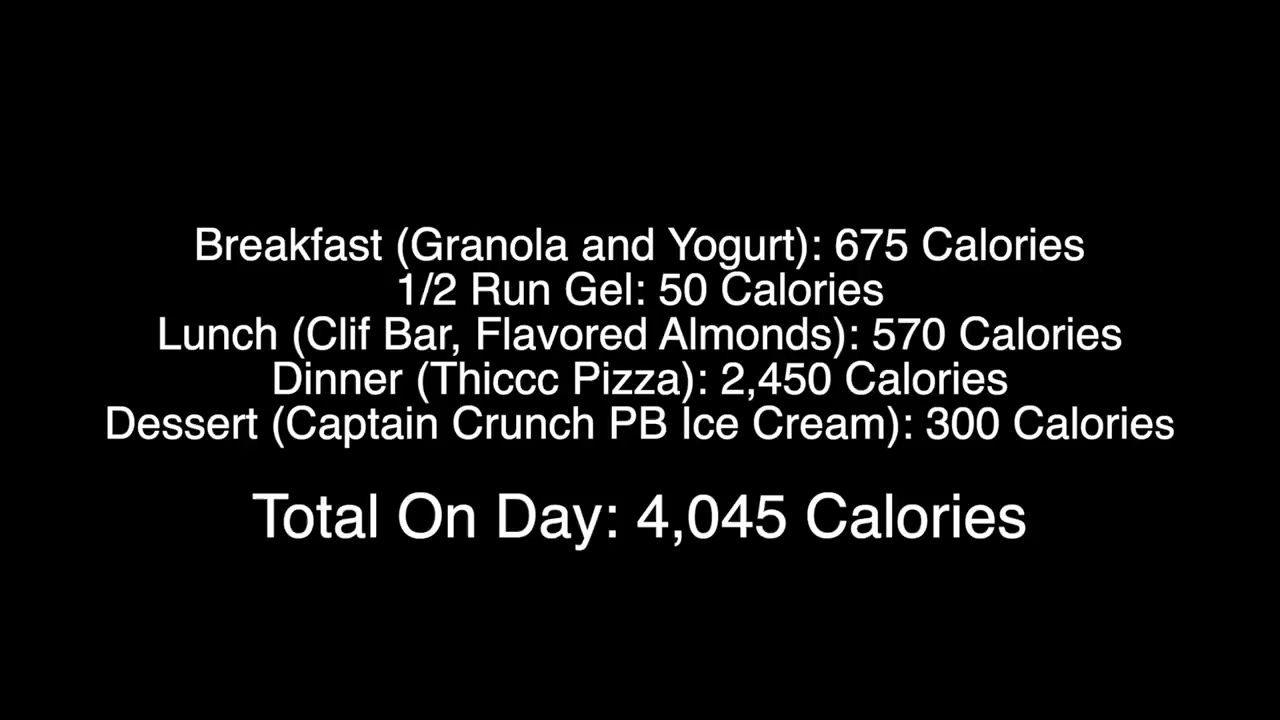 Breakfast (Granola and Yogurt): 675 Calories
1/2 Run Gel: 50 Calories
Lunch (Clif Bar, Flavored Almonds): 570 Calories
Dinner (Thiccc Pizza): 2,450 Calories
Dessert (Captain Crunch PB Ice Cream): 300 Calories
Total On Day: 4,045 Calories